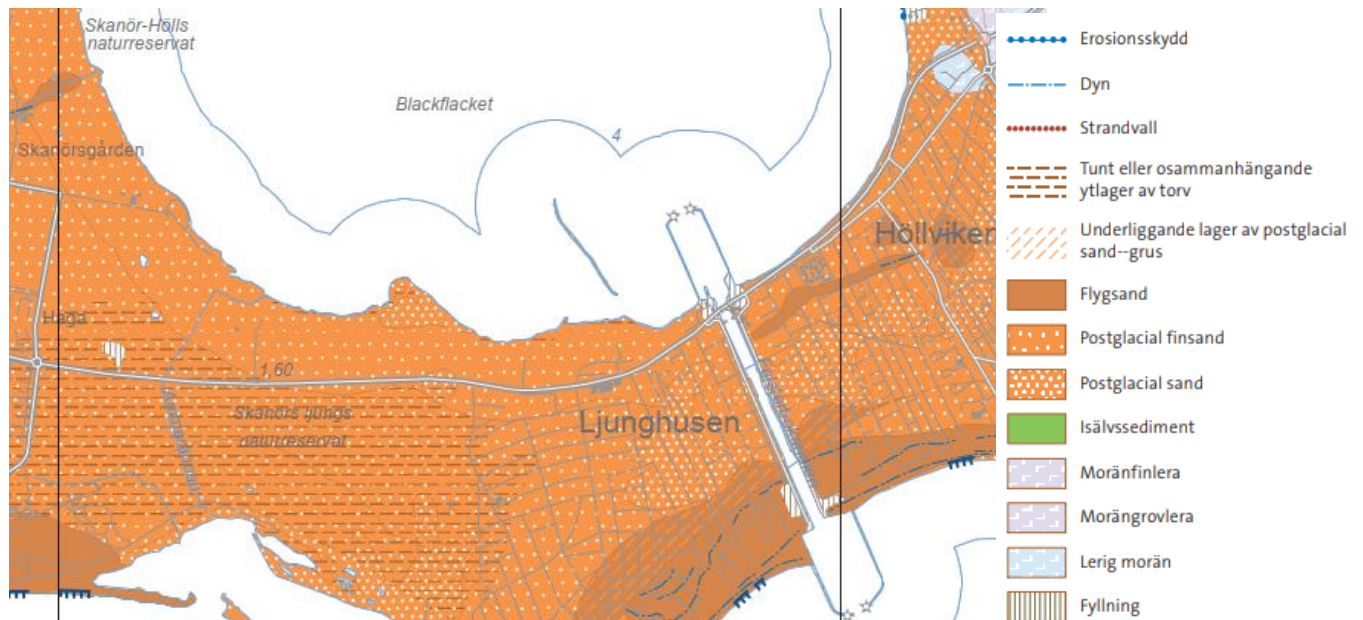 Skanör-Hölls
naturreservat
Blackflacket
4
Skanörsgården
Höllviken
Haga
1,60
Skanörs ljungs
naturreservat
Ljunghusen
Erosionsskydd
Dyn
Strandvall
Tunt eller osammanhängande
ytlager av torv
Underliggande lager av postglacial
sand--grus
Flygsand
Postglacial finsand
Postglacial sand
Isälvssediment
Moränfinlera
Morängrovlera
Lerig morän
Fyllning